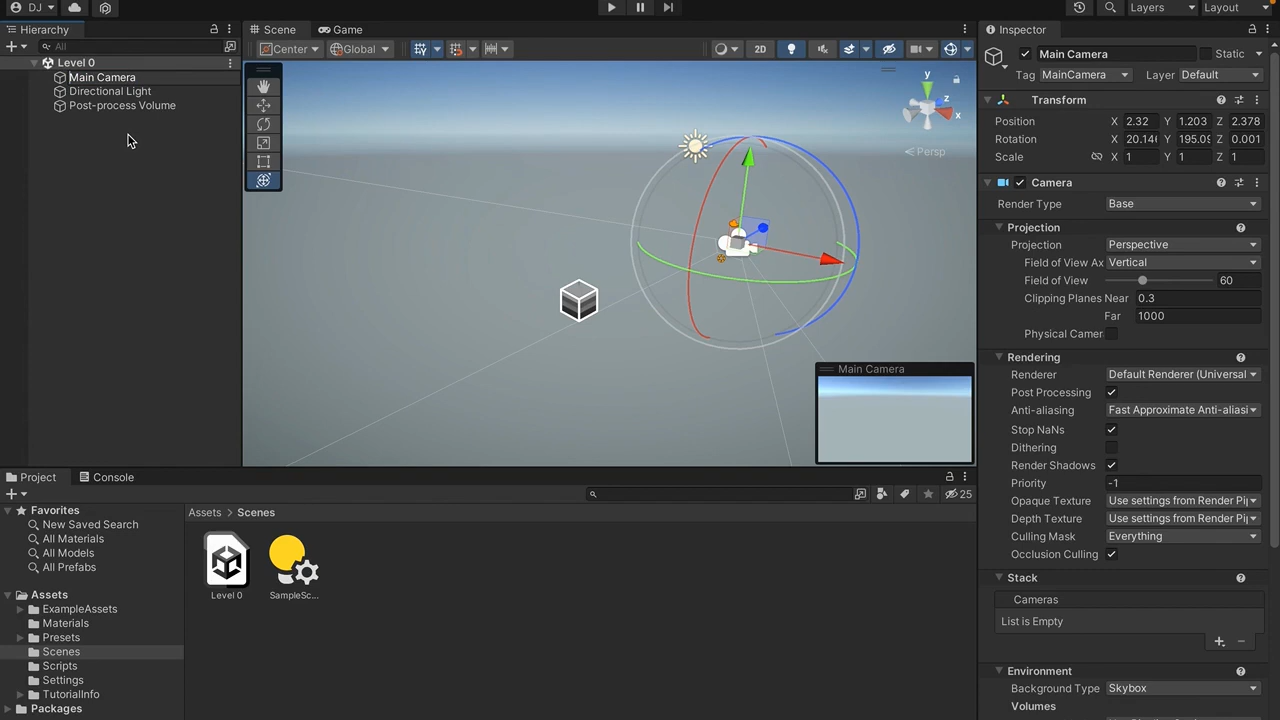 DJ
Layers
Layout
Hierarchy
All
Level 0
Main Camera
Directional Light
Post-process Volume
Scene
Game
Center
Global
2D
y
z
x
Persp
Main Camera
Inspector
Main Camera
Static
Tag MainCamera Layer Default
Transform
Position X 2.32 Y 1.203 Z 2.378
Rotation X 20.146 Y 195.09 Z 0.001
Scale X 1 Y 1 Z 1
Camera
Render Type Base
Projection
Projection Perspective
Field of View Ax Vertical
Field of View 60
Clipping Planes Near 0.3
Far 1000
Physical Camer
Rendering
Renderer Default Renderer (Universal
Post Processing
Anti-aliasing Fast Approximate Anti-aliasi
Stop NaNs
Dithering
Render Shadows
Priority -1
Opaque Texture Use settings from Render Pi
Depth Texture Use settings from Render Pi
Culling Mask Everything
Occlusion Culling
Stack
Cameras
List is Empty
Environment
Background Type Skybox
Volumes
Project
Console
25
Favorites
New Saved Search
All Materials
All Models
All Prefabs
Assets
ExampleAssets
Materials
Presets
Scenes
Scripts
Settings
TutorialInfo
Packages
Assets > Scenes
Level 0
SampleSc...